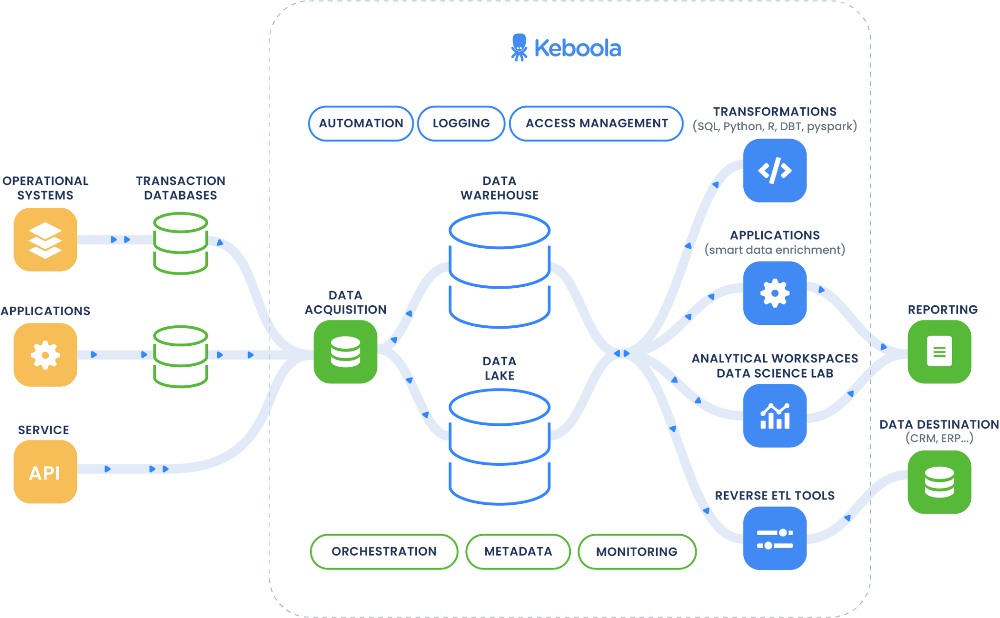 Keboola
AUTOMATION
LOGGING
ACCESS MANAGEMENT
TRANSFORMATIONS
(SQL, Python, R, DBT, pyspark)
OPERATIONAL
SYSTEMS
TRANSACTION
DATABASES
DATA
WAREHOUSE
APPLICATIONS
(smart data enrichment)
APPLICATIONS
DATA
ACQUISITION
REPORTING
DATA
LAKE
ANALYTICAL WORKSPACES
DATA SCIENCE LAB
SERVICE
API
DATA DESTINATION
(CRM, ERP...)
REVERSE ETL TOOLS
ORCHESTRATION
METADATA
MONITORING